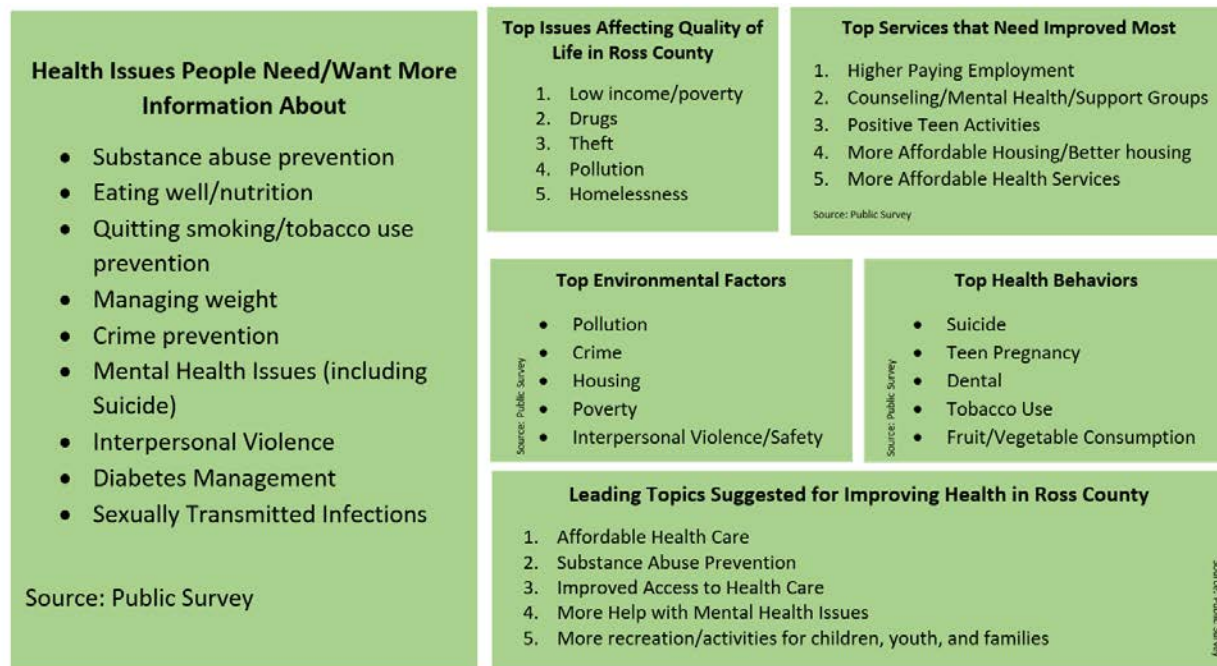 Health Issues People Need/Want More
Information About
• Substance abuse prevention
• Eating well/nutrition
• Quitting smoking/tobacco use
prevention
• Managing weight
• Crime prevention
• Mental Health Issues (including
Suicide)
• Interpersonal Violence
• Diabetes Management
• Sexually Transmitted Infections
Source: Public Survey
Top Issues Affecting Quality of
Life in Ross County
1. Low income/poverty
2. Drugs
3. Theft
4. Pollution
5. Homelessness
Top Services that Need Improved Most
1. Higher Paying Employment
2. Counseling/Mental Health/Support Groups
3. Positive Teen Activities
4. More Affordable Housing/Better housing
5. More Affordable Health Services
Source: Public Survey
Top Environmental Factors
• Pollution
• Crime
• Housing
• Poverty
• Interpersonal Violence/Safety
Source: Public Survey
Top Health Behaviors
• Suicide
• Teen Pregnancy
• Dental
• Tobacco Use
• Fruit/Vegetable Consumption
Source: Public Survey
Leading Topics Suggested for Improving Health in Ross County
1. Affordable Health Care
2. Substance Abuse Prevention
3. Improved Access to Health Care
4. More Help with Mental Health Issues
5. More recreation/activities for children, youth, and families
Source: Public Survey